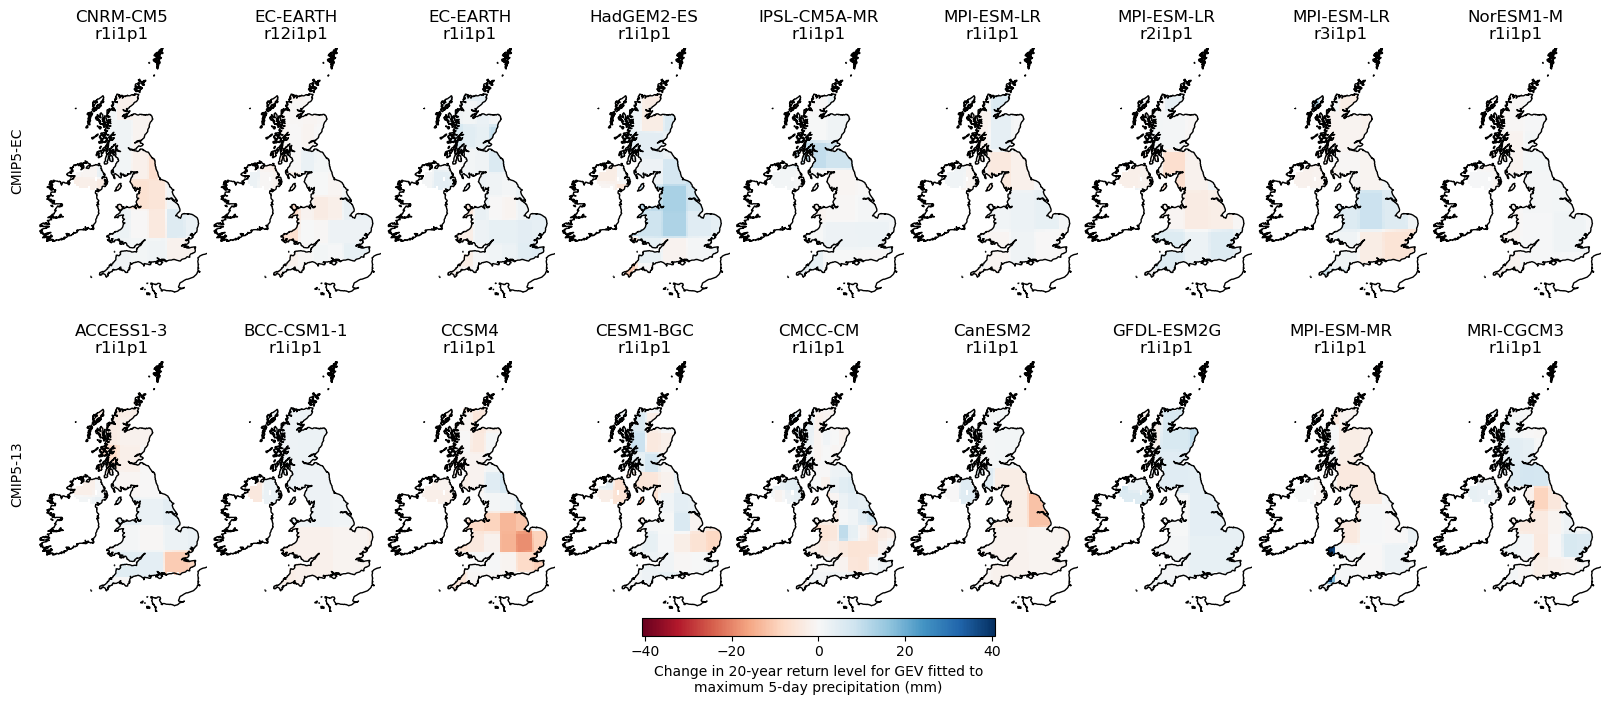 CNRM-CM5 EC-EARTH EC-EARTH HadGEM2-ES IPSL-CM5A-MR MPI-ESM-LR MPI-ESM-LR MPI-ESM-LR NorESM1-M
r1i1p1 r12i1p1 r1i1p1 r1i1p1 r1i1p1 r1i1p1 r2i1p1 r3i1p1 r1i1p1
CMIP5-EC
ACCESS1-3 BCC-CSM1-1 CCSM4 CESM1-BGC CMCC-CM CanESM2 GFDL-ESM2G MPI-ESM-MR MRI-CGCM3
r1i1p1 r1i1p1 r1i1p1 r1i1p1 r1i1p1 r1i1p1 r1i1p1 r1i1p1 r1i1p1
CMIP5-13
−40 −20 0 20 40
Change in 20-year return level for GEV fitted to
maximum 5-day precipitation (mm)